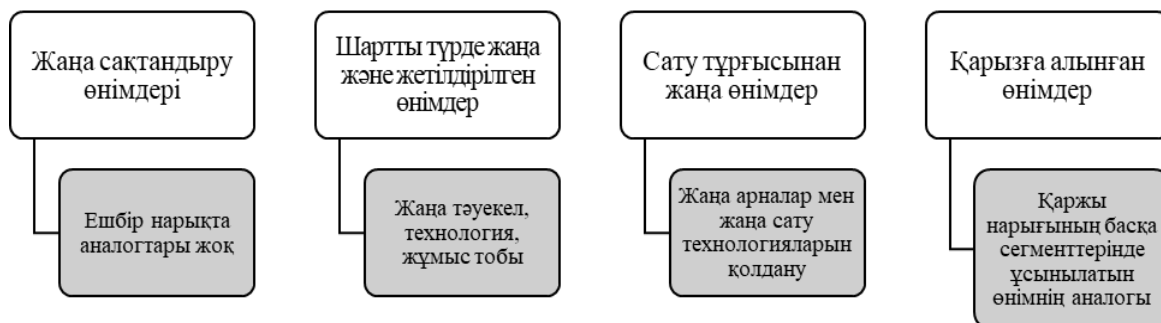 Жаңа сақтандыру
өнімдері
Ешбір нарықта
аналогтары жоқ
Шартты түрде жаңа
және жетілдірілген
өнімдер
Жаңа тәуекел,
технология,
жұмыс тобы
Сату тұрғысынан
жаңа өнімдер
Жаңа арналар мен
жаңа сату
технологияларын
қолдану
Қарызға алынған
өнімдер
Қаржы
нарығының басқа
сегменттерінде
ұсынылатын
өнімнің аналогы